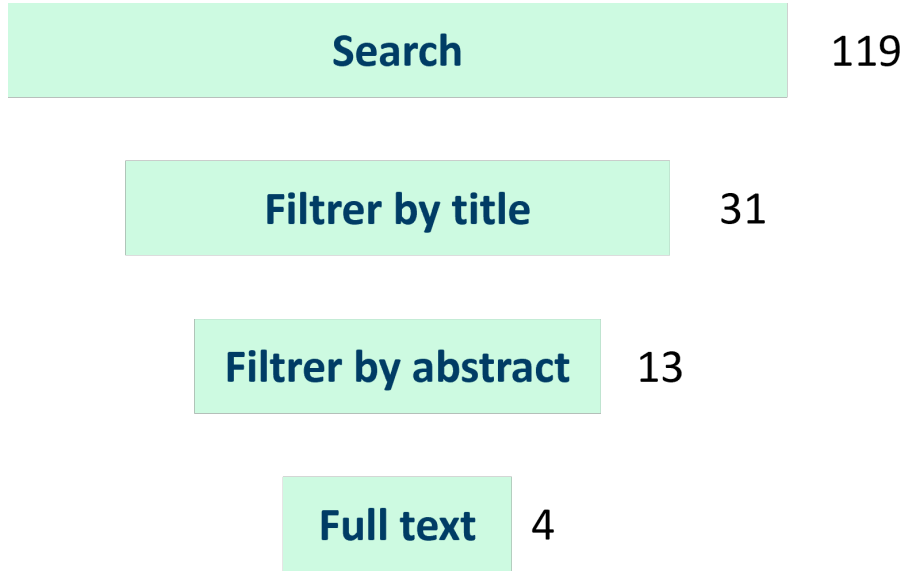 Search 119
Filtrer by title 31
Filtrer by abstract 13
Full text 4